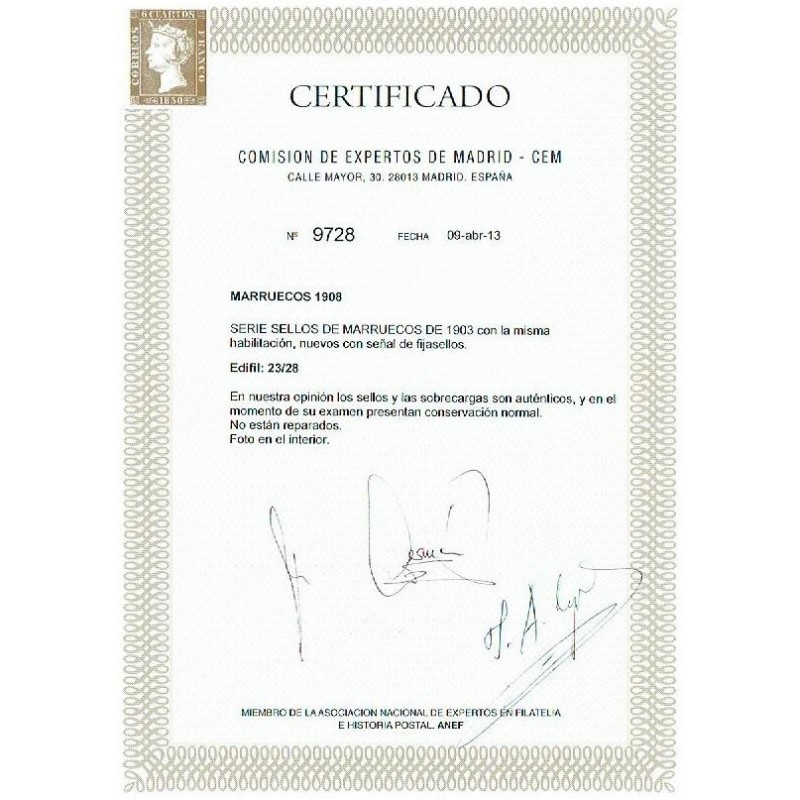 6 CUARTOS
CORREOS
FRANCO
1850
CERTIFICADO
COMISION DE EXPERTOS DE MADRID - CEM
CALLE MAYOR, 30. 28013 MADRID. ESPAÑA
Nº 9728 FECHA 09-abr-13
MARRUECOS 1908
SERIE SELLOS DE MARRUECOS DE 1903 con la misma
habilitación, nuevos con señal de fijasellos.
Edifil: 23/28
En nuestra opinión los sellos y las sobrecargas son auténticos, y en el
momento de su examen presentan conservación normal.
No están reparados.
Foto en el interior.
MIEMBRO DE LA ASOCIACION NACIONAL DE EXPERTOS EN FILATELIA
E HISTORIA POSTAL. ANEF